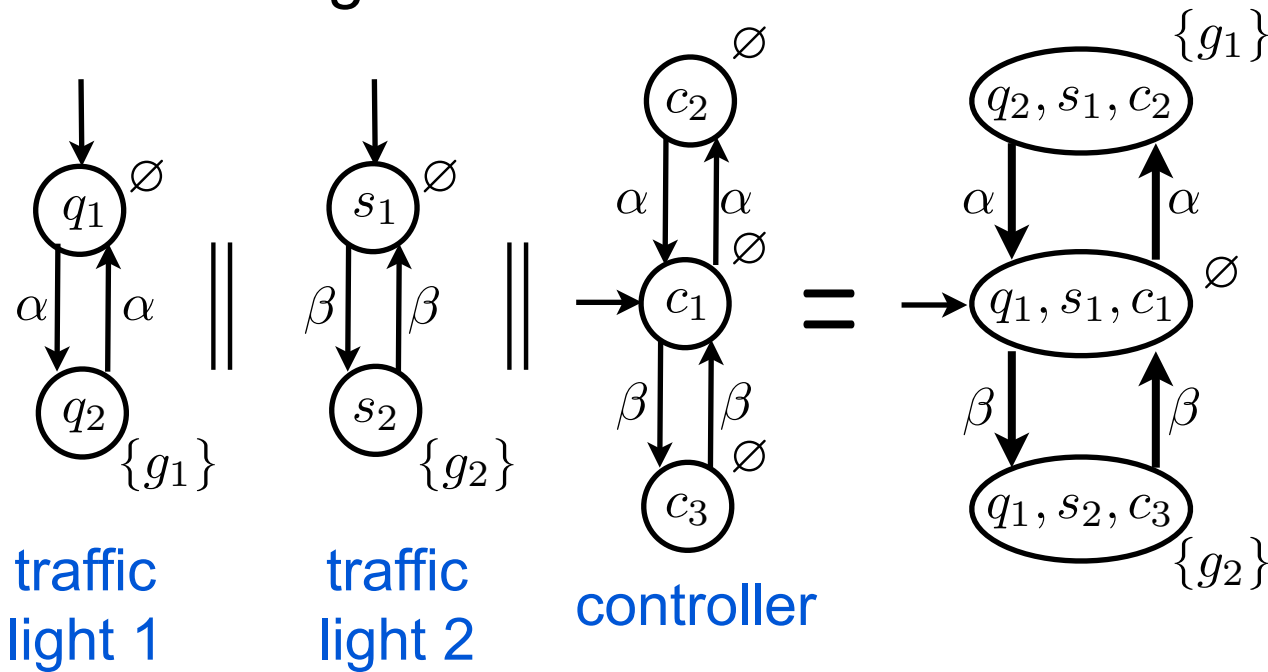 g
q₁ ∅
α α
q₂
{g₁}
traffic
light 1
||
s₁ ∅
β β
s₂
{g₂}
traffic
light 2
||
c₂ ∅
α α
∅
c₁
β β
∅
c₃
controller
=
{g₁}
q₂, s₁, c₂
α α
q₁, s₁, c₁ ∅
β β
q₁, s₂, c₃
{g₂}